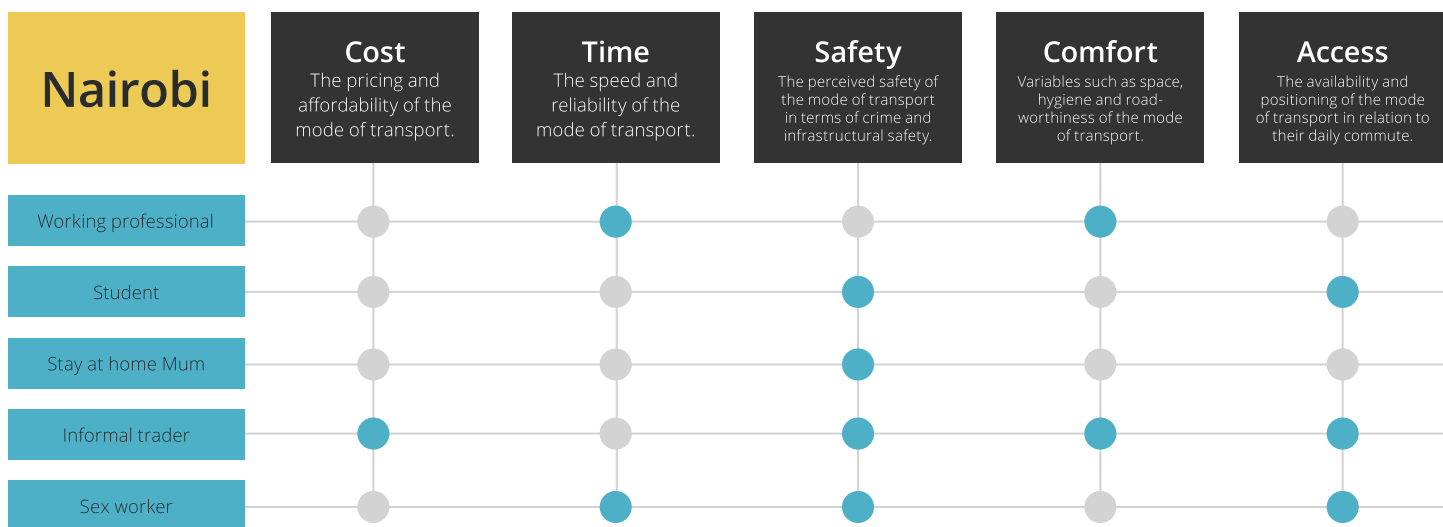 Nairobi
Cost
The pricing and
affordability of the
mode of transport.
Time
The speed and
reliability of the
mode of transport.
Safety
The perceived safety of
the mode of transport
in terms of crime and
infrastructural safety.
Comfort
Variables such as space,
hygiene and road-
worthiness of the mode
of transport.
Access
The availability and
positioning of the mode
of transport in relation to
their daily commute.
Working professional
Student
Stay at home Mum
Informal trader
Sex worker